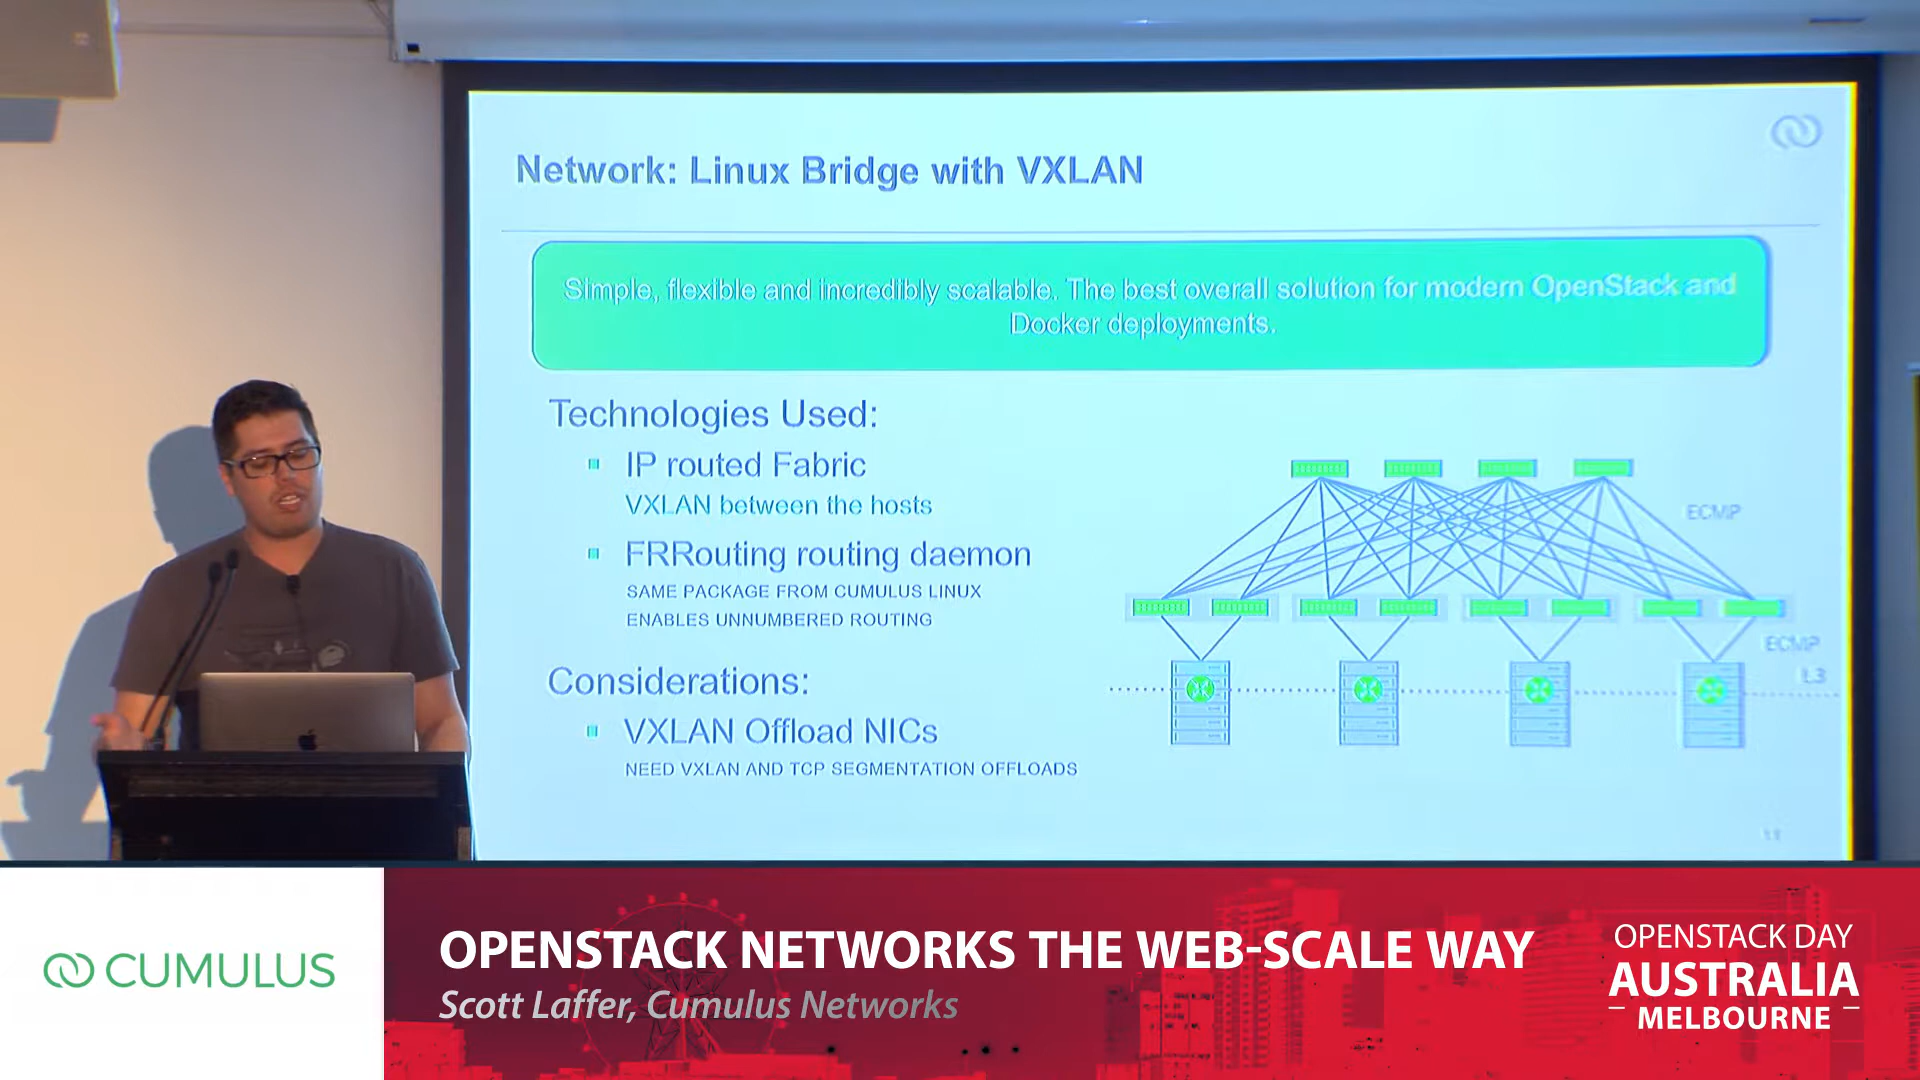 Network: Linux Bridge with VXLAN
Simple, flexible and incredibly scalable. The best overall solution for modern OpenStack and
Docker deployments.
Technologies Used:
IP routed Fabric
VXLAN between the hosts
FRRouting routing daemon
SAME PACKAGE FROM CUMULUS LINUX
ENABLES UNNUMBERED ROUTING
Considerations:
VXLAN Offload NICs
NEED VXLAN AND TCP SEGMENTATION OFFLOADS
ECMP
ECMP
L3
CUMULUS
OPENSTACK NETWORKS THE WEB-SCALE WAY
Scott Laffer, Cumulus Networks
OPENSTACK DAY
AUSTRALIA
MELBOURNE